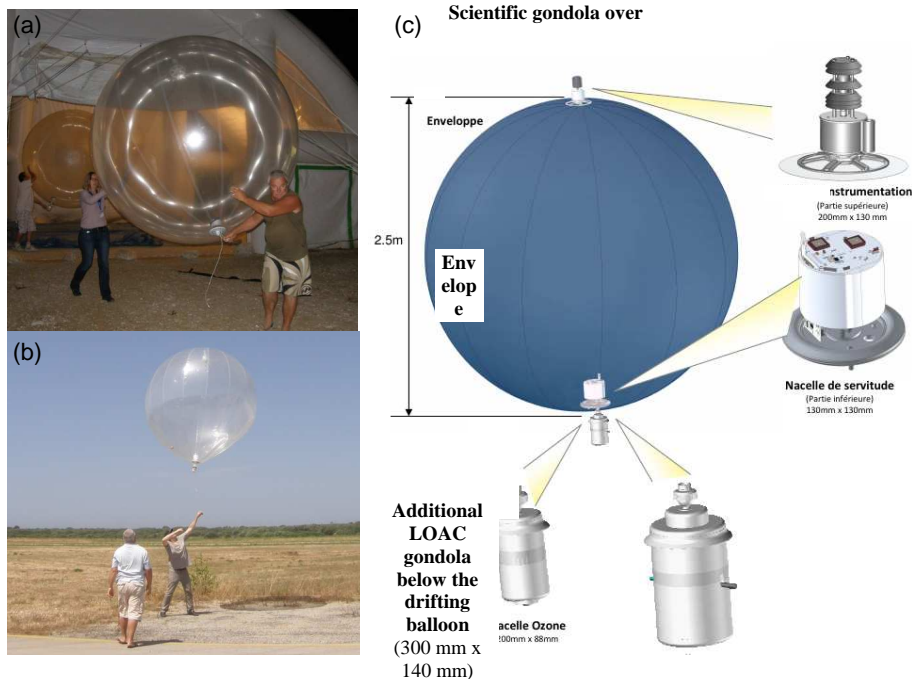 (a)
(b)
(c)
Scientific gondola over
Enveloppe
2.5m
Env
elop
e
nstrumentation
(Partie supérieure)
200mm x 130 mm
Nacelle de servitude
(Partie inférieure)
130mm x 130mm
Additional
LOAC
gondola
below the
drifting
balloon
(300 mm x
140 mm)
acelle Ozone
200mm x 88mm